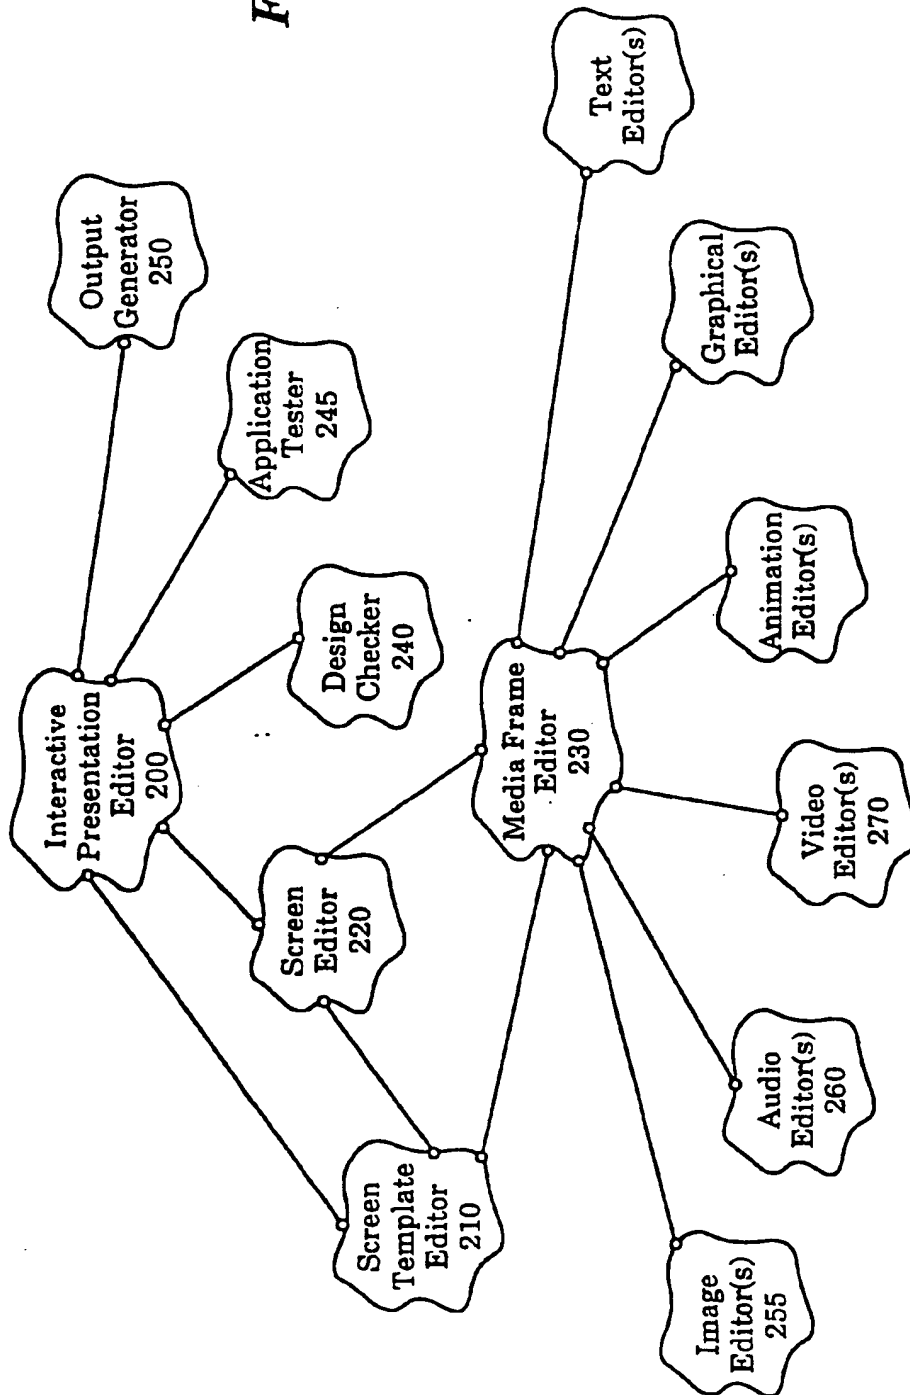 F
Interactive
Presentation
Editor
200
Output
Generator
250
Application
Tester
245
Design
Checker
240
Screen
Editor
220
Screen
Template
Editor
210
Media Frame
Editor
230
Text
Editor(s)
Graphical
Editor(s)
Animation
Editor(s)
Video
Editor(s)
270
Audio
Editor(s)
260
Image
Editor(s)
255